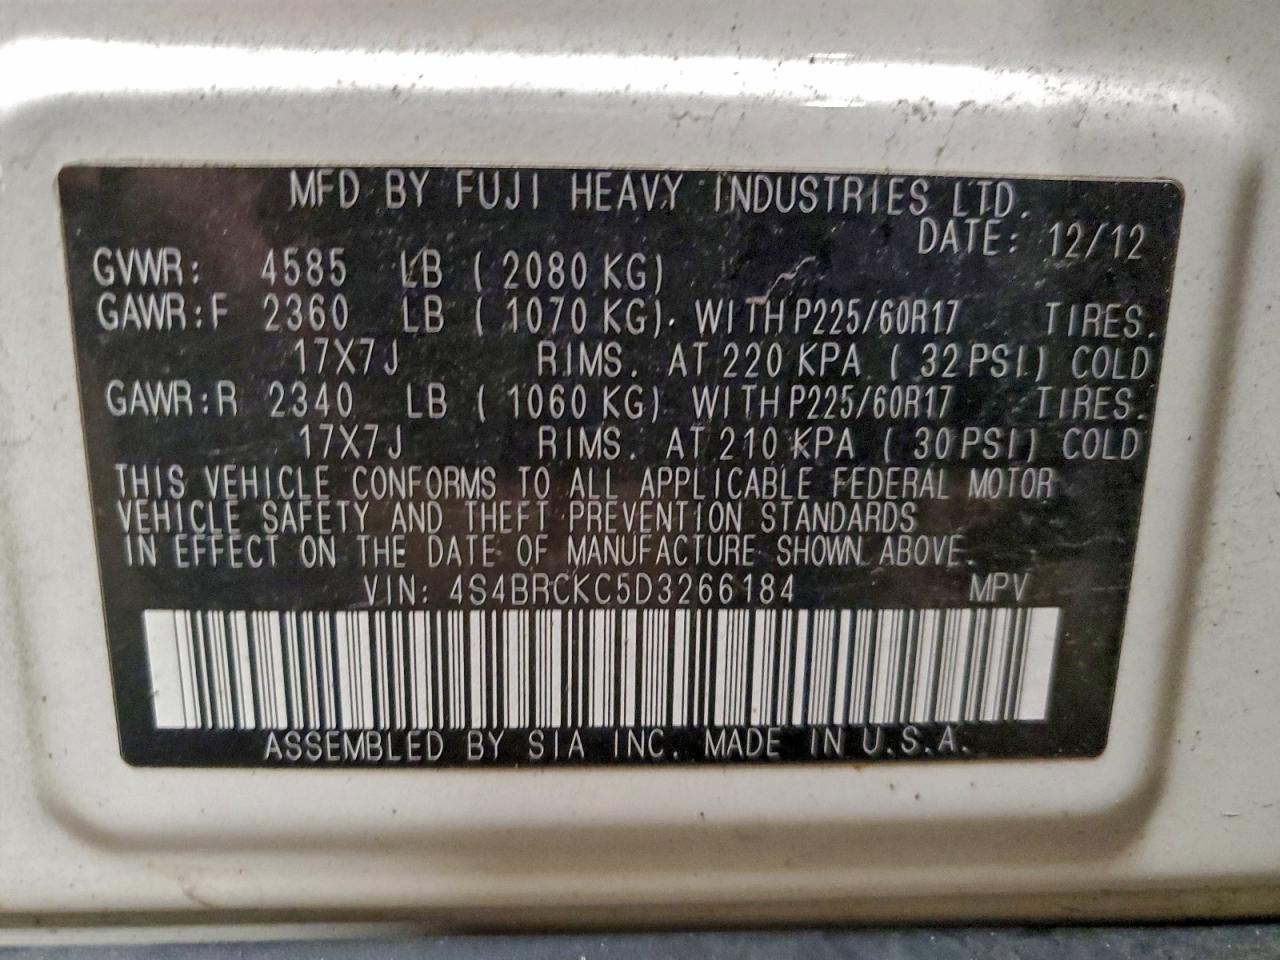 MFD BY FUJI HEAVY INDUSTRIES LTD.
DATE: 12/12
GVWR: 4585 LB ( 2080 KG)
GAWR:F 2360 LB ( 1070 KG). WITH P225/60R17 TIRES.
17X7J RIMS. AT 220 KPA ( 32 PSI) COLD
GAWR:R 2340 LB ( 1060 KG) WITH P225/60R17 TIRES.
17X7J RIMS. AT 210 KPA ( 30 PSI) COLD
THIS VEHICLE CONFORMS TO ALL APPLICABLE FEDERAL MOTOR
VEHICLE SAFETY AND THEFT PREVENTION STANDARDS
IN EFFECT ON THE DATE OF MANUFACTURE SHOWN ABOVE.
VIN: 4S4BRCKC5D3266184 MPV
ASSEMBLED BY SIA INC. MADE IN U.S.A.